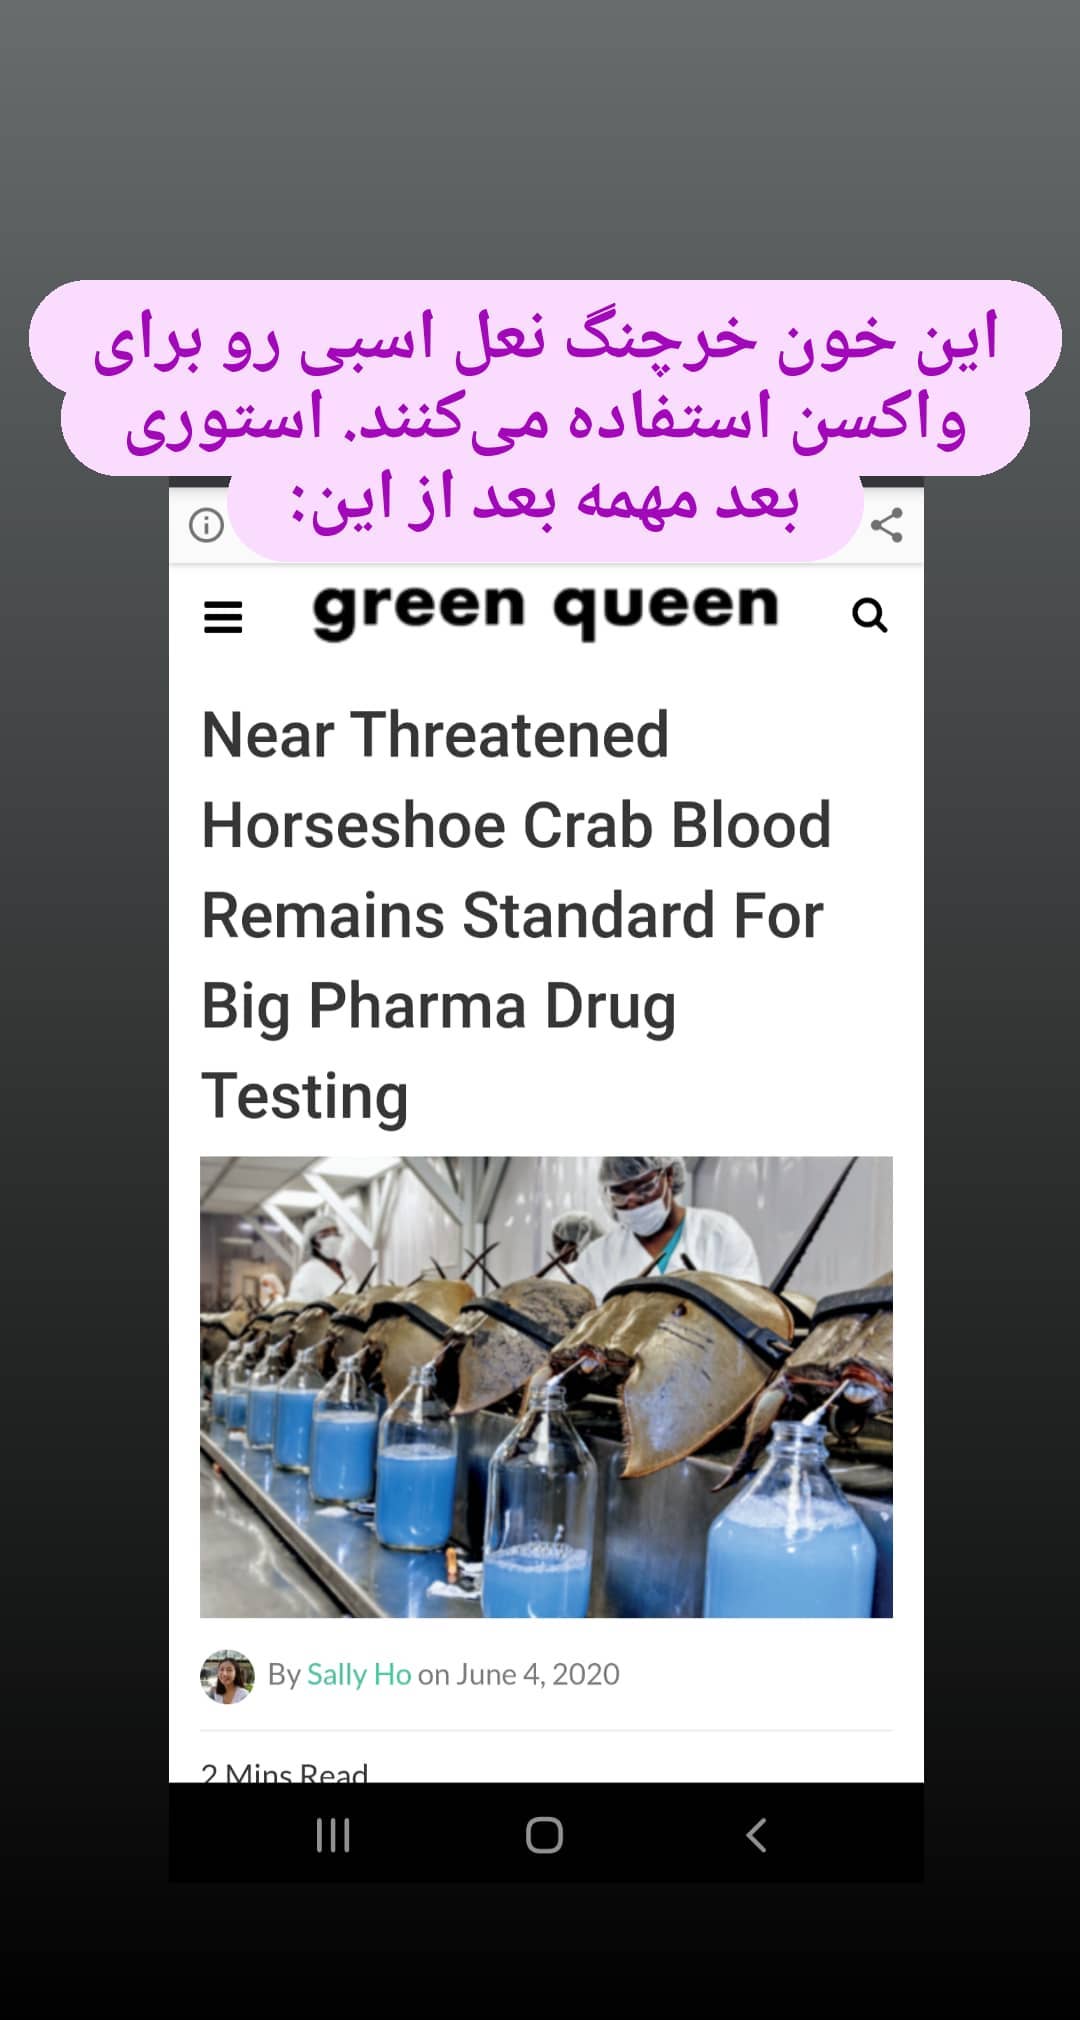 این خون خرچنگ نعل اسبی رو برای
واکسن استفاده می‌کنند. استوری
بعد مهمه بعد از این:
green queen
Near Threatened
Horseshoe Crab Blood
Remains Standard For
Big Pharma Drug
Testing
By Sally Ho on June 4, 2020
2 Mins Read